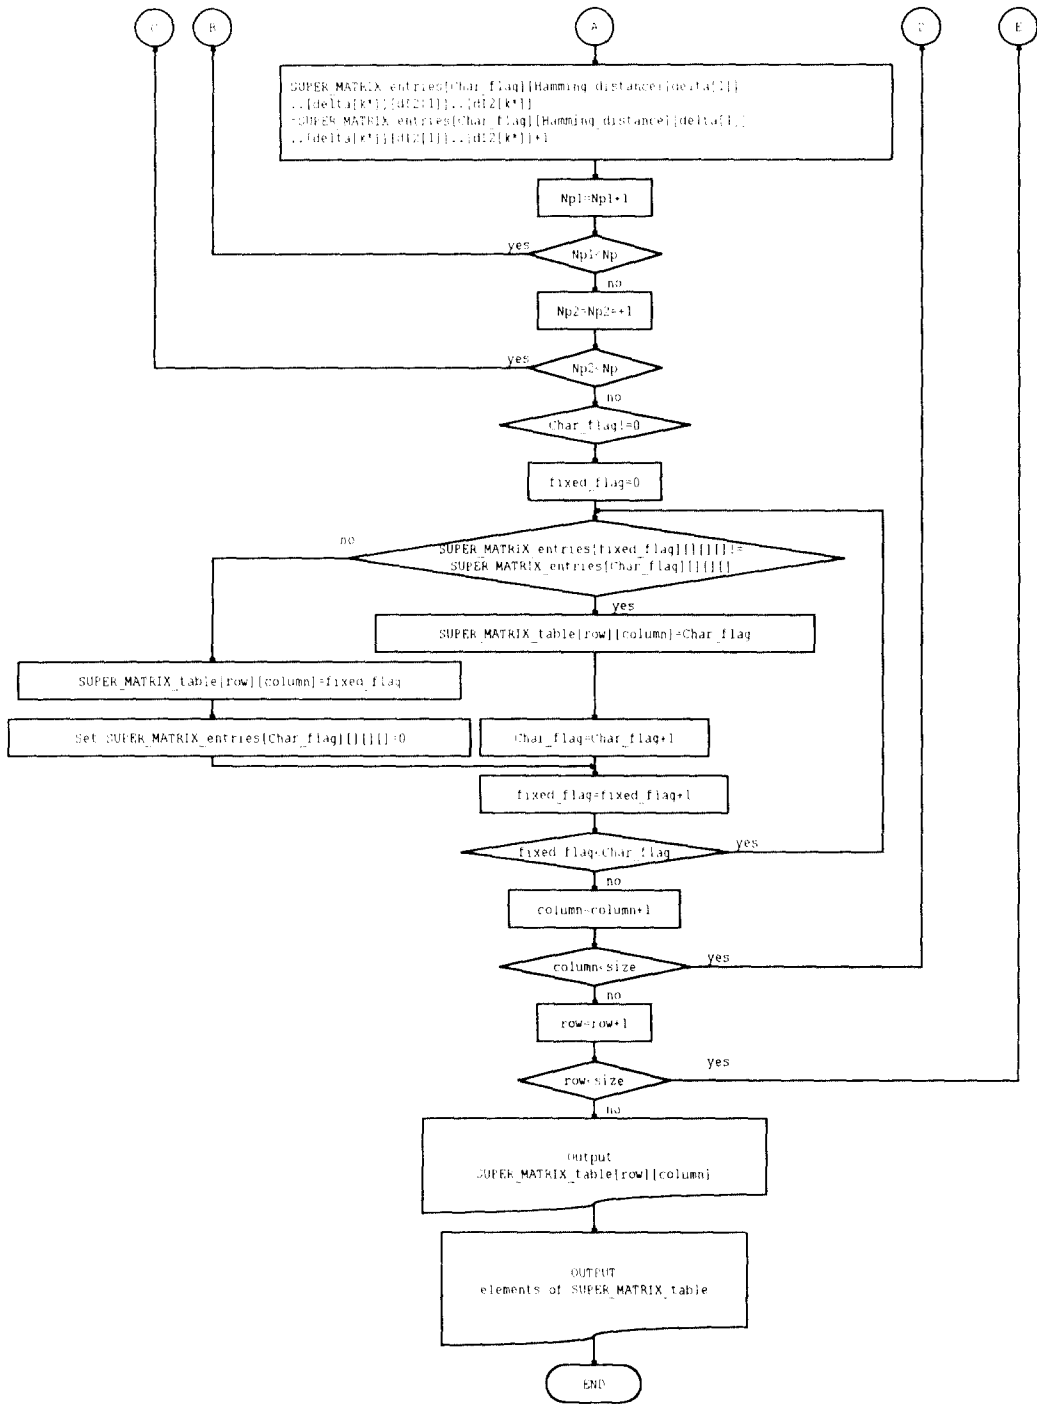 C B A D E
SUPER_MATRIX_entries[Char_flag][Hamming_distance][delta[1]]
..[delta[k*]][d12[1]]..[d12[k*]]
=SUPER_MATRIX_entries[Char_flag][Hamming_distance][delta[1]]
..[delta[k*]][d12[1]]..[d12[k*]]+1
Np1=Np1+1
yes
Np1<Np
no
Np2=Np2=+1
yes
Np2<Np
no
Char_flag!=0
fixed_flag=0
no
SUPER_MATRIX_entries[fixed_flag][][][]!=
SUPER_MATRIX_entries[Char_flag][][][]
yes
SUPER_MATRIX_table[row][column]=Char_flag
SUPER_MATRIX_table[row][column]=fixed_flag
Set SUPER_MATRIX_entries[Char_flag][][][]=0
Char_flag=Char_flag+1
fixed_flag=fixed_flag+1
fixed_flag<Char_flag
yes
no
column=column+1
column<size
yes
no
row=row+1
row<size
yes
no
Output
SUPER_MATRIX_table[row][column]
OUTPUT
elements of SUPER_MATRIX_table
END